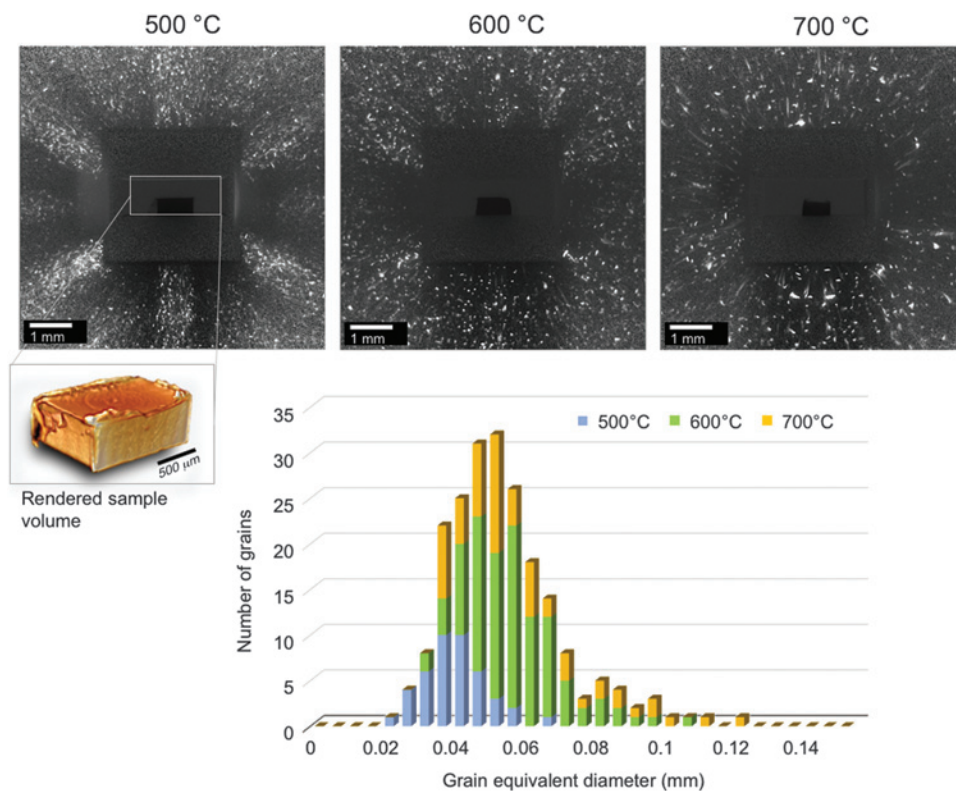 500 °C
600 °C
700 °C
1 mm
1 mm
1 mm
500 µm
Rendered sample
volume
500°C
600°C
700°C
Number of grains
35
30
25
20
15
10
5
0
0
0.02
0.04
0.06
0.08
0.1
0.12
0.14
Grain equivalent diameter (mm)